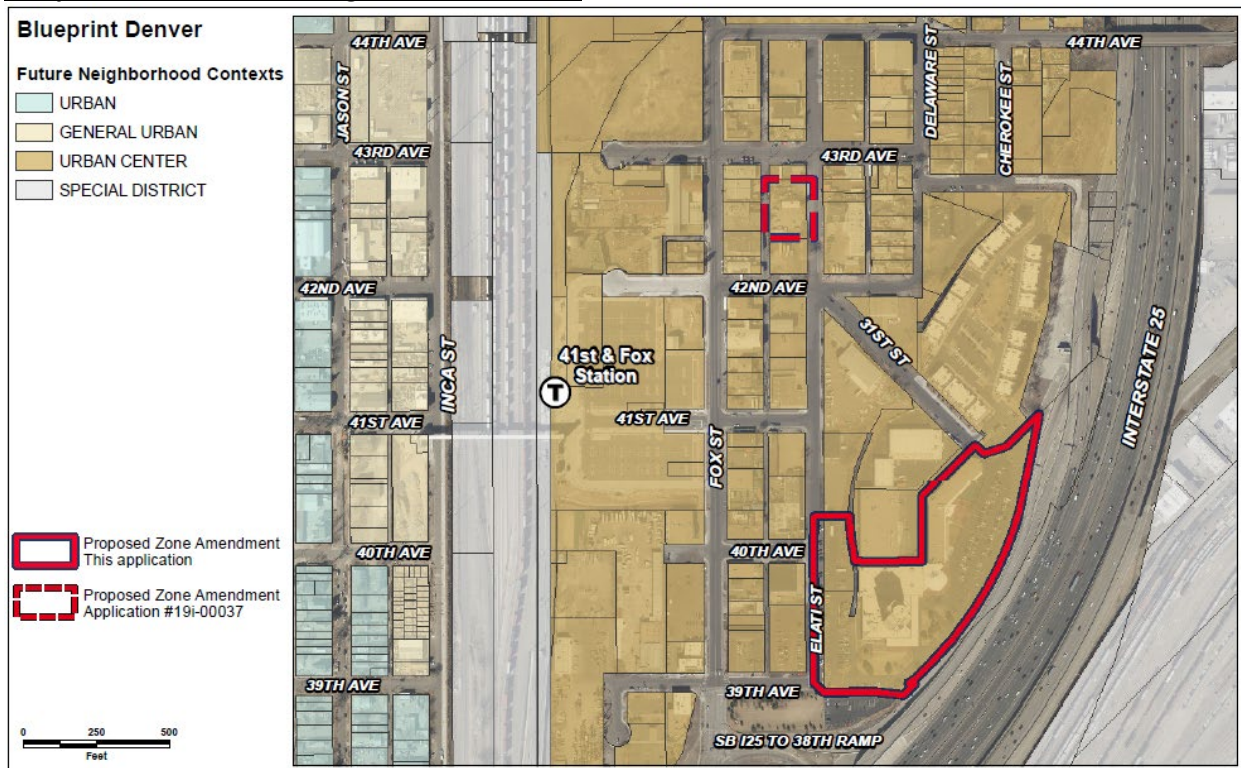 Blueprint Denver
Future Neighborhood Contexts
URBAN
GENERAL URBAN
URBAN CENTER
SPECIAL DISTRICT
Proposed Zone Amendment
This application
Proposed Zone Amendment
Application #19i-00037
0 250 500
Feet
44TH AVE
JASON ST
43RD AVE
42ND AVE
INCA ST
41ST AVE
40TH AVE
39TH AVE
41st & Fox
Station
T
41ST AVE
FOX ST
42ND AVE
43RD AVE
DELAWARE ST
CHEROKEE ST
44TH AVE
31ST ST
INTERSTATE 25
40TH AVE
ELATI ST
39TH AVE
SB I25 TO 38TH RAMP